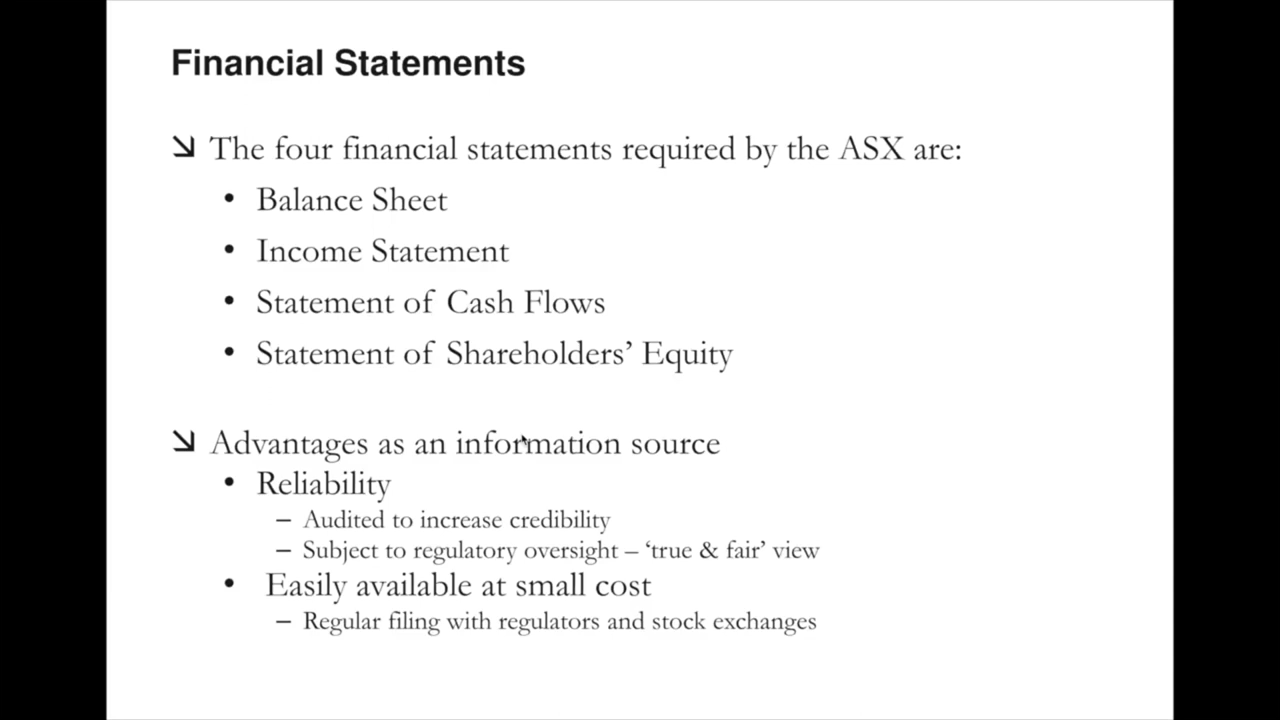 Financial Statements
The four financial statements required by the ASX are:
• Balance Sheet
• Income Statement
• Statement of Cash Flows
• Statement of Shareholders’ Equity
Advantages as an information source
• Reliability
– Audited to increase credibility
– Subject to regulatory oversight – ‘true & fair’ view
• Easily available at small cost
– Regular filing with regulators and stock exchanges